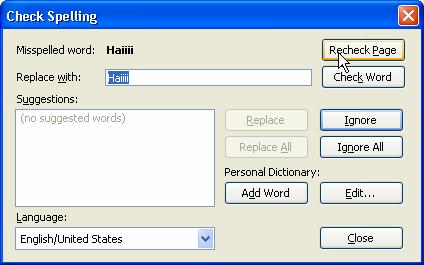 Check Spelling
Misspelled word: Haiiii
Recheck Page
Replace with: Haiiii
Check Word
Suggestions:
(no suggested words)
Replace
Ignore
Replace All
Ignore All
Personal Dictionary:
Add Word
Edit...
Language:
English/United States
Close